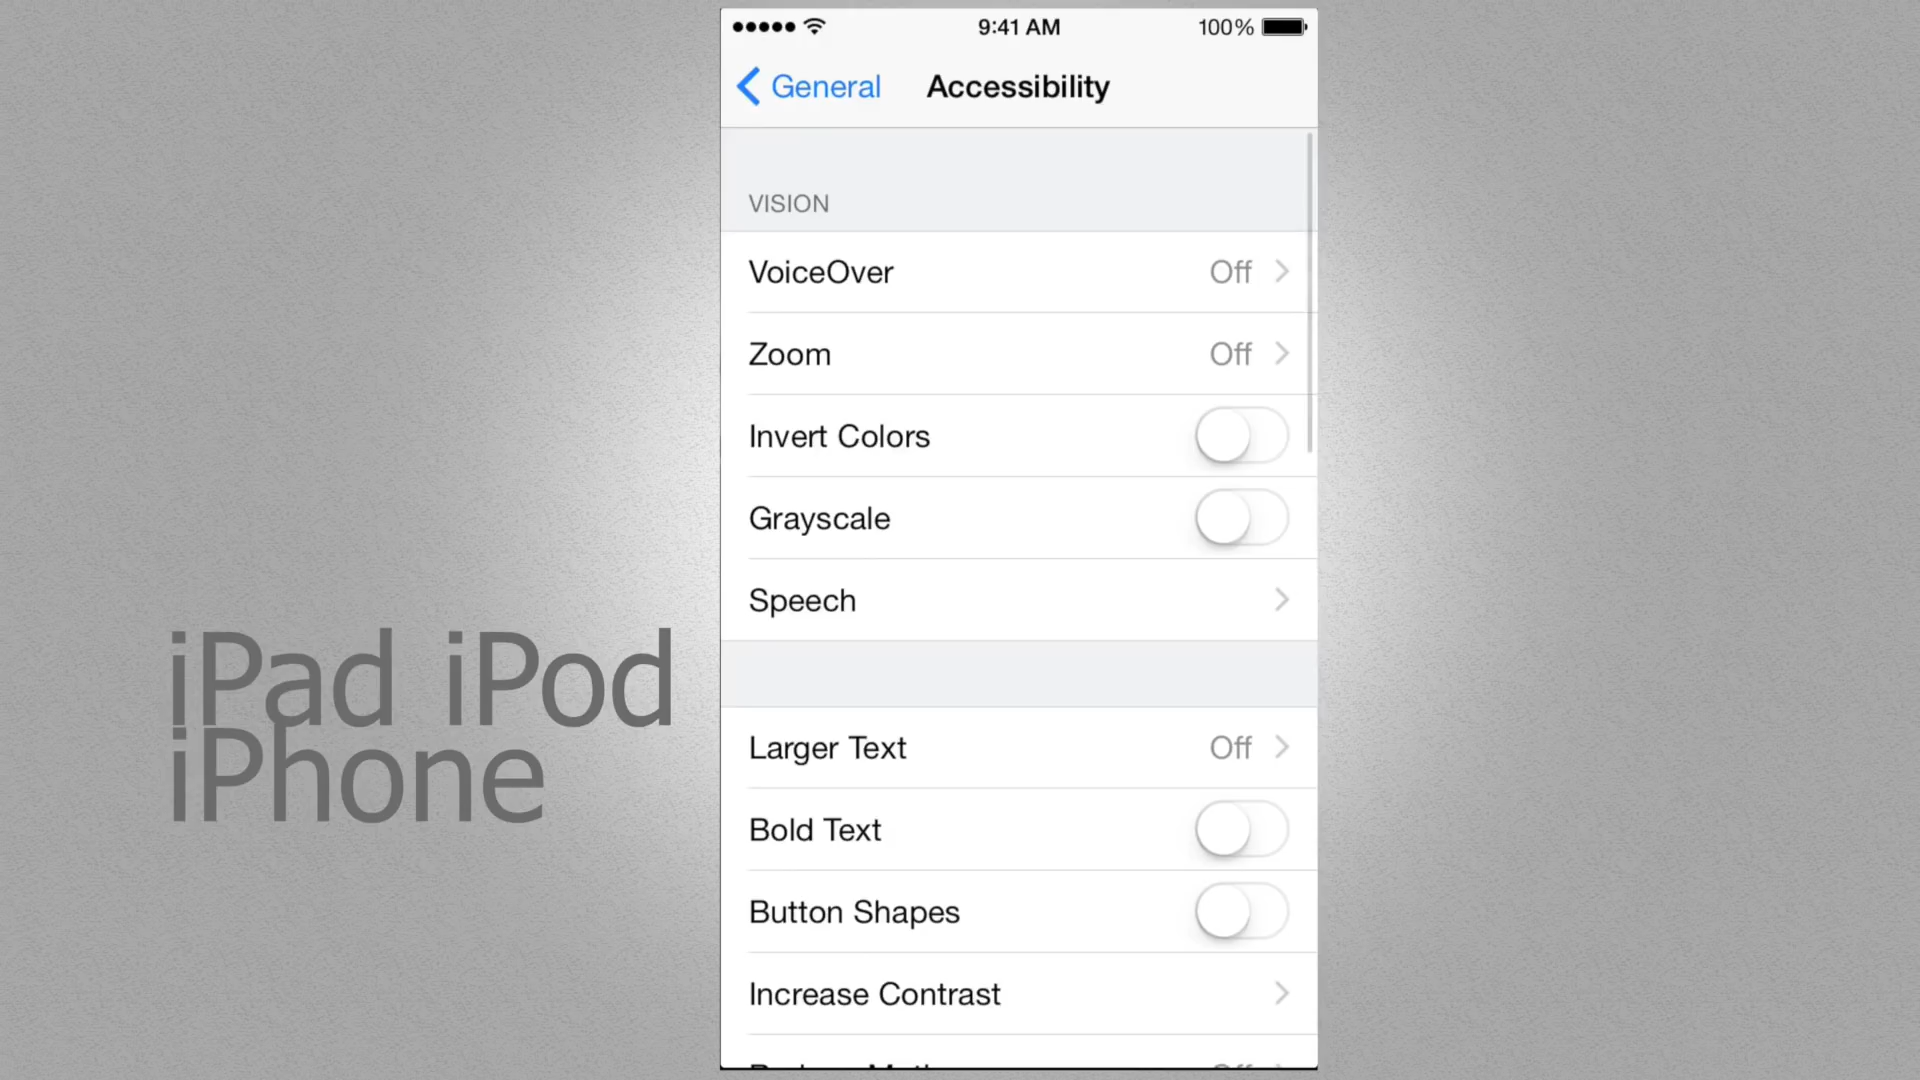 9:41 AM
100%
General
Accessibility
VISION
VoiceOver Off
Zoom Off
Invert Colors
Grayscale
Speech
Larger Text Off
Bold Text
Button Shapes
Increase Contrast
iPad iPod
iPhone